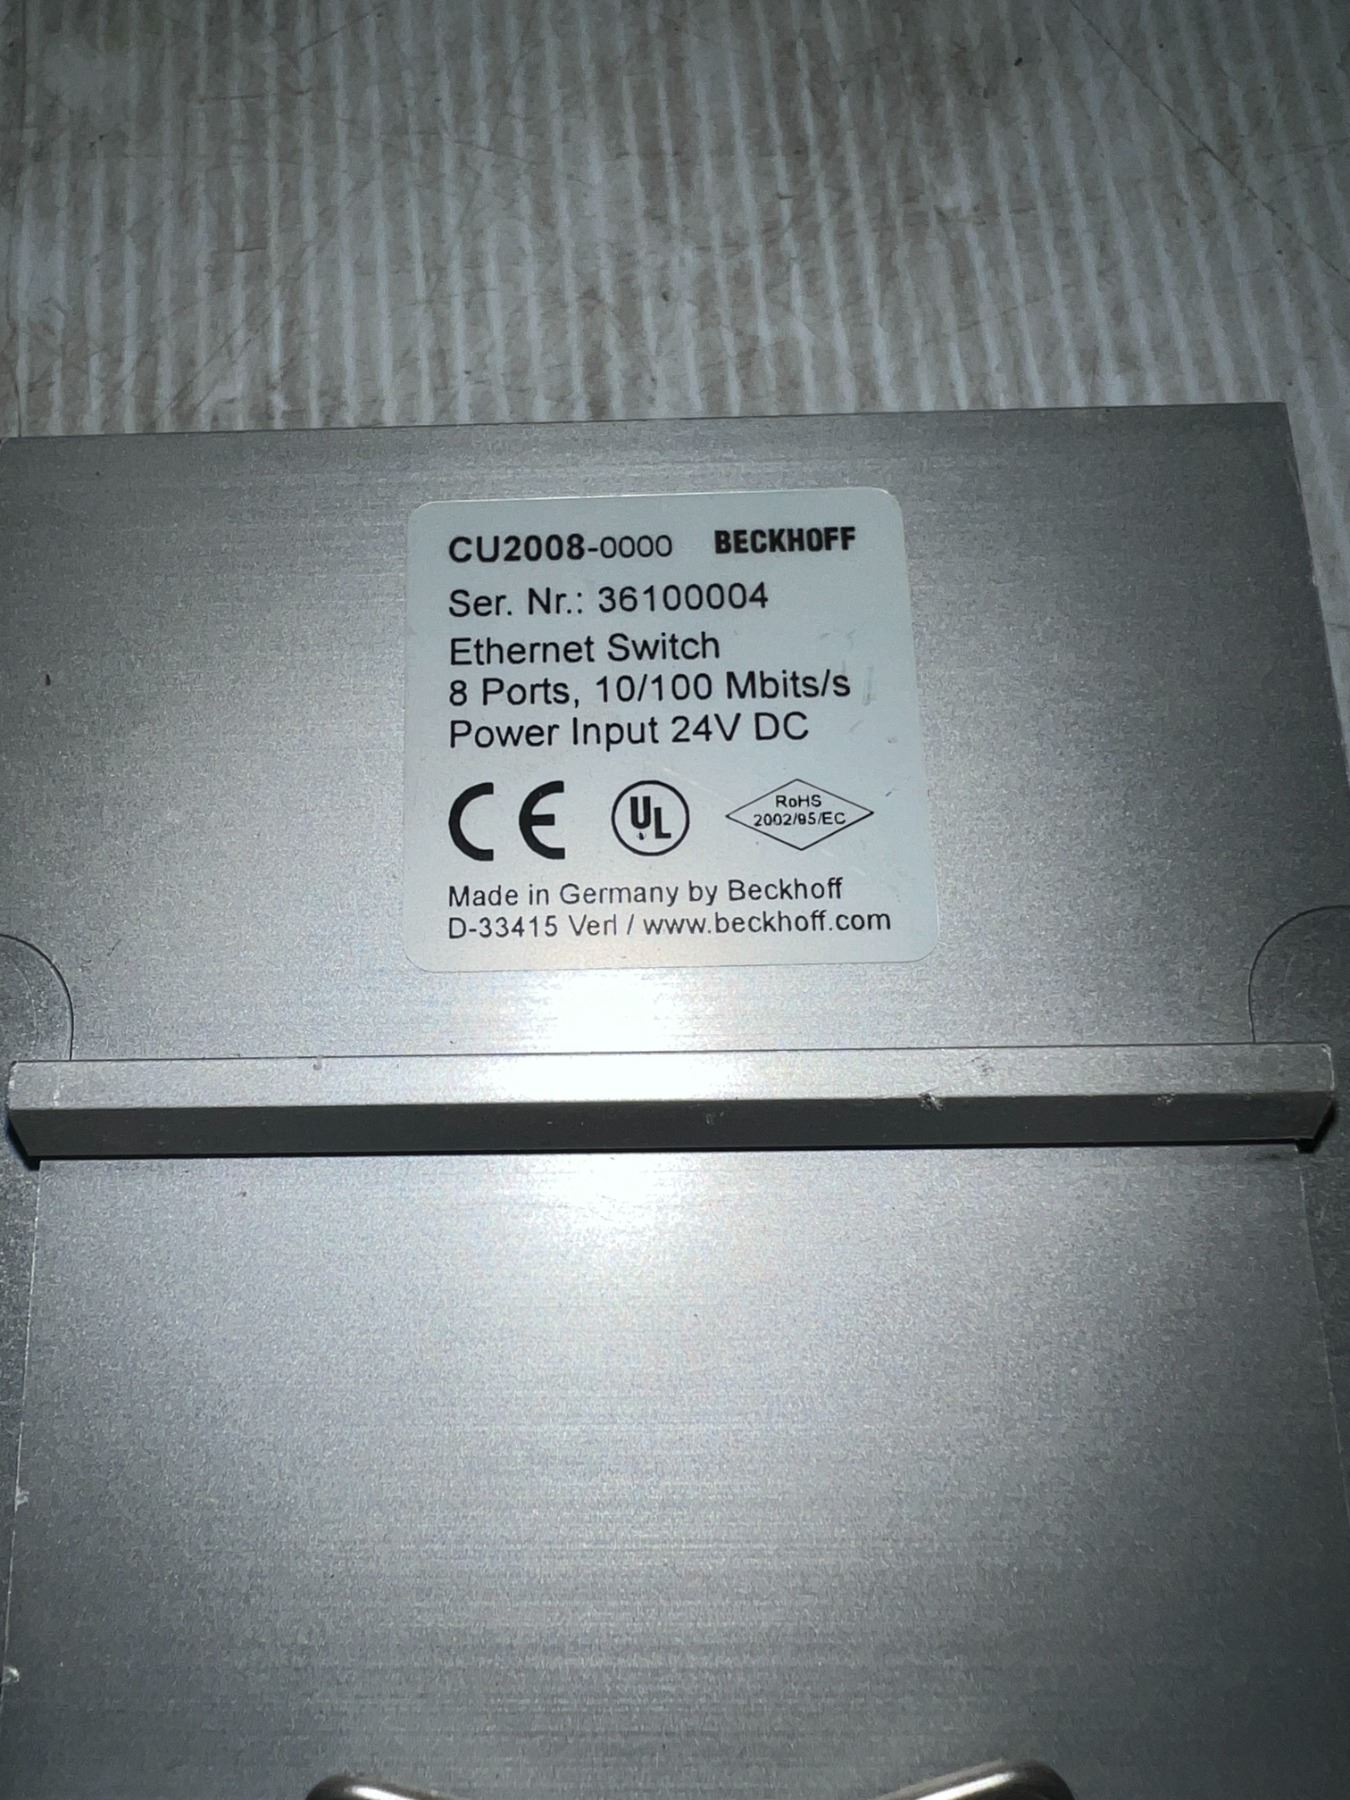 CU2008-0000 BECKHOFF
Ser. Nr.: 36100004
Ethernet Switch
8 Ports, 10/100 Mbits/s
Power Input 24V DC
CE UL RoHS
2002/95/EC
Made in Germany by Beckhoff
D-33415 Verl / www.beckhoff.com